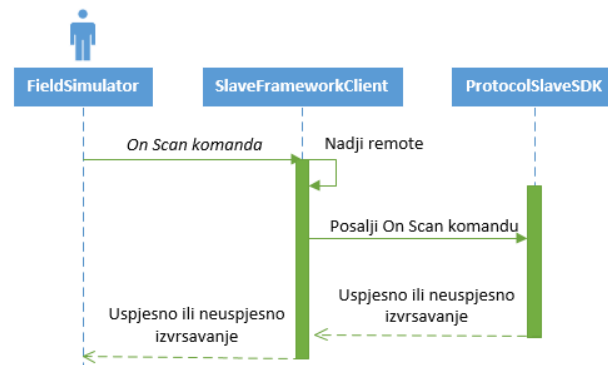 FieldSimulator
SlaveFrameworkClient
ProtocolSlaveSDK
On Scan komanda
Nadji remote
Posalji On Scan komandu
Uspjesno ili neuspjesno
izvrsavanje
Uspjesno ili neuspjesno
izvrsavanje